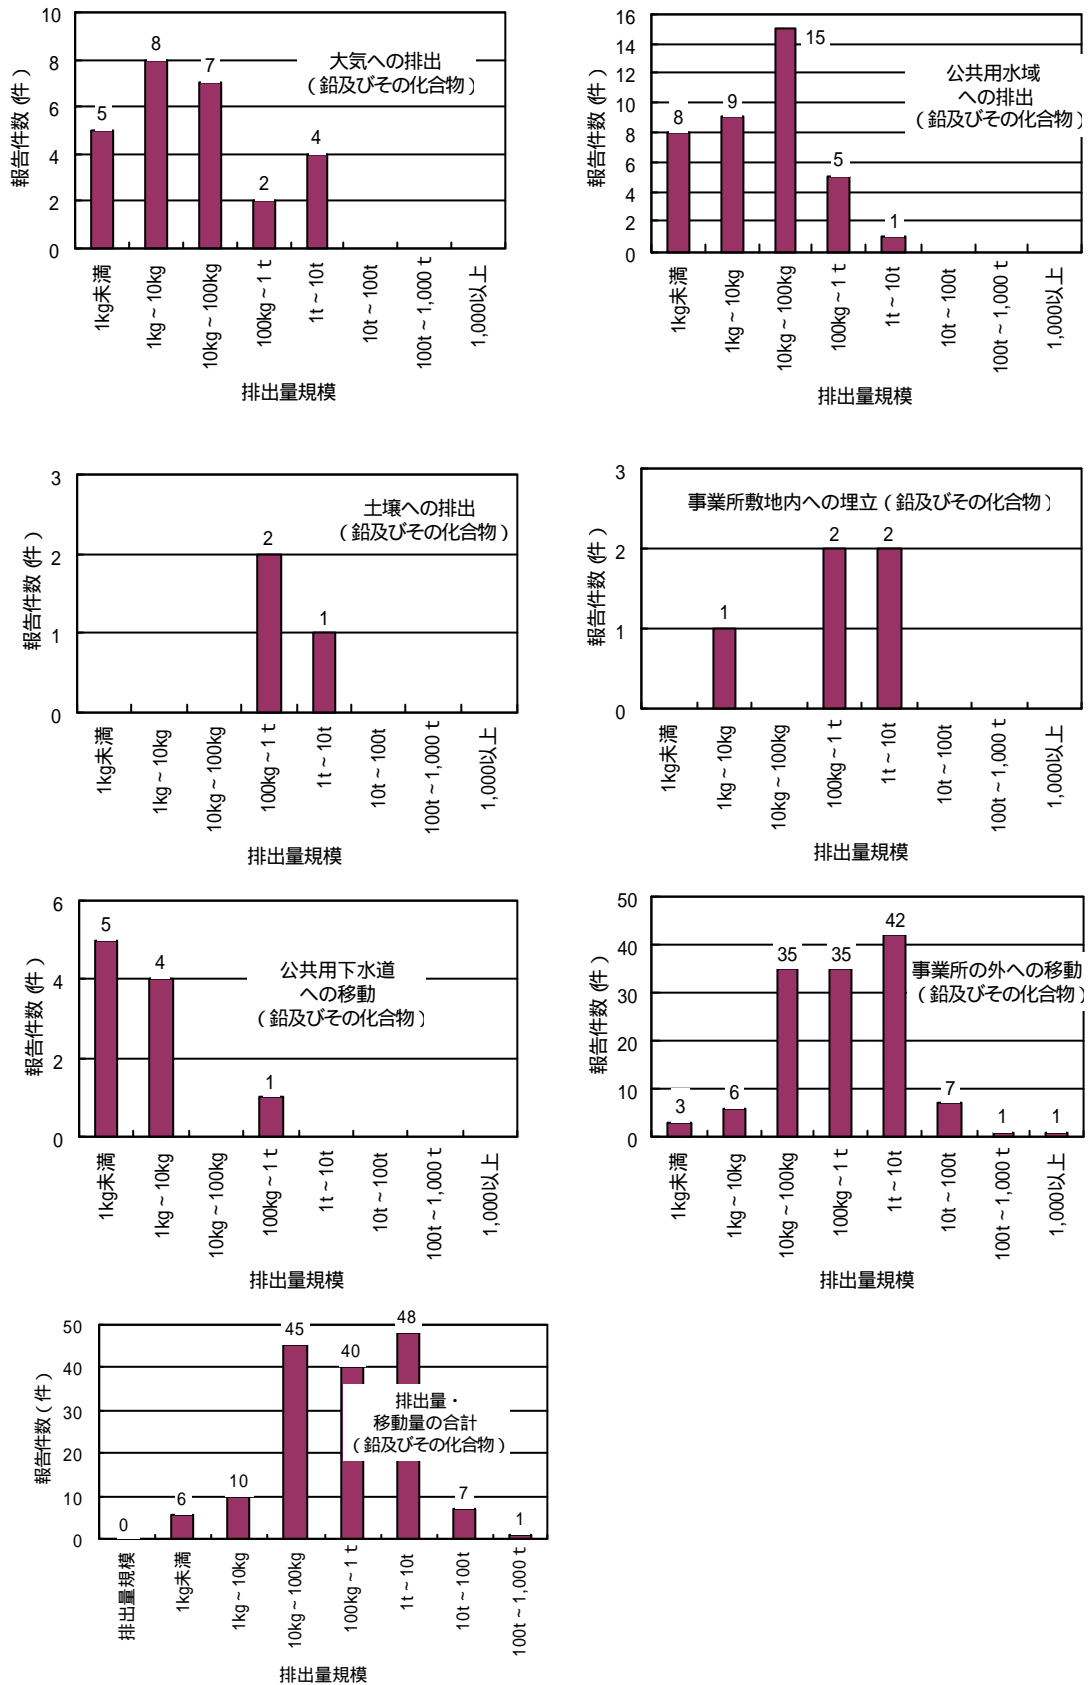 大気への排出
（鉛及びその化合物）
報告件数（件）
10
8
6
4
2
0
5
8
7
2
4
1kg未満
1kg～10kg
10kg～100kg
100kg～1ｔ
1t～10t
10t～100t
100t～1,000ｔ
1,000以上
排出量規模
公共用水域
への排出
（鉛及びその化合物）
報告件数（件）
16
14
12
10
8
6
4
2
0
8
9
15
5
1
1kg未満
1kg～10kg
10kg～100kg
100kg～1ｔ
1t～10t
10t～100t
100t～1,000ｔ
1,000以上
排出量規模
土壌への排出
（鉛及びその化合物）
報告件数（件）
3
2
1
0
2
1
1kg未満
1kg～10kg
10kg～100kg
100kg～1ｔ
1t～10t
10t～100t
100t～1,000ｔ
1,000以上
排出量規模
事業所敷地内への埋立（鉛及びその化合物）
報告件数（件）
3
2
1
0
1
2
2
1kg未満
1kg～10kg
10kg～100kg
100kg～1ｔ
1t～10t
10t～100t
100t～1,000ｔ
1,000以上
排出量規模
公共用下水道
への移動
（鉛及びその化合物）
報告件数（件）
6
4
2
0
5
4
1
1kg未満
1kg～10kg
10kg～100kg
100kg～1ｔ
1t～10t
10t～100t
100t～1,000ｔ
1,000以上
排出量規模
事業所の外への移動
（鉛及びその化合物）
報告件数（件）
50
40
30
20
10
0
3
6
35
35
42
7
1
1
1kg未満
1kg～10kg
10kg～100kg
100kg～1ｔ
1t～10t
10t～100t
100t～1,000ｔ
1,000以上
排出量規模
排出量・
移動量の合計
（鉛及びその化合物）
報告件数（件）
50
40
30
20
10
0
0
6
10
45
40
48
7
1
排出量規模
1kg未満
1kg～10kg
10kg～100kg
100kg～1ｔ
1t～10t
10t～100t
100t～1,000ｔ
排出量規模